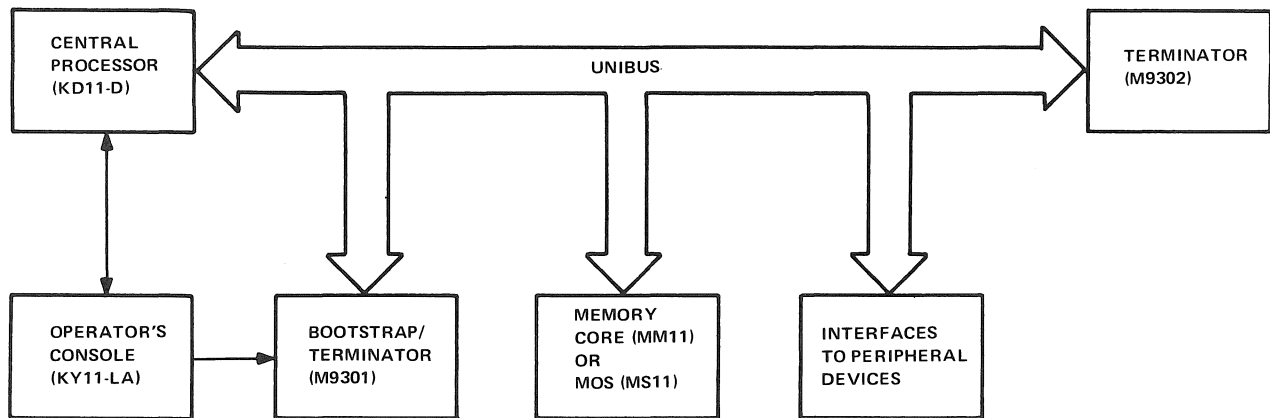 CENTRAL
PROCESSOR
(KD11-D)
UNIBUS
TERMINATOR
(M9302)
OPERATOR'S
CONSOLE
(KY11-LA)
BOOTSTRAP/
TERMINATOR
(M9301)
MEMORY
CORE (MM11)
OR
MOS (MS11)
INTERFACES
TO PERIPHERAL
DEVICES